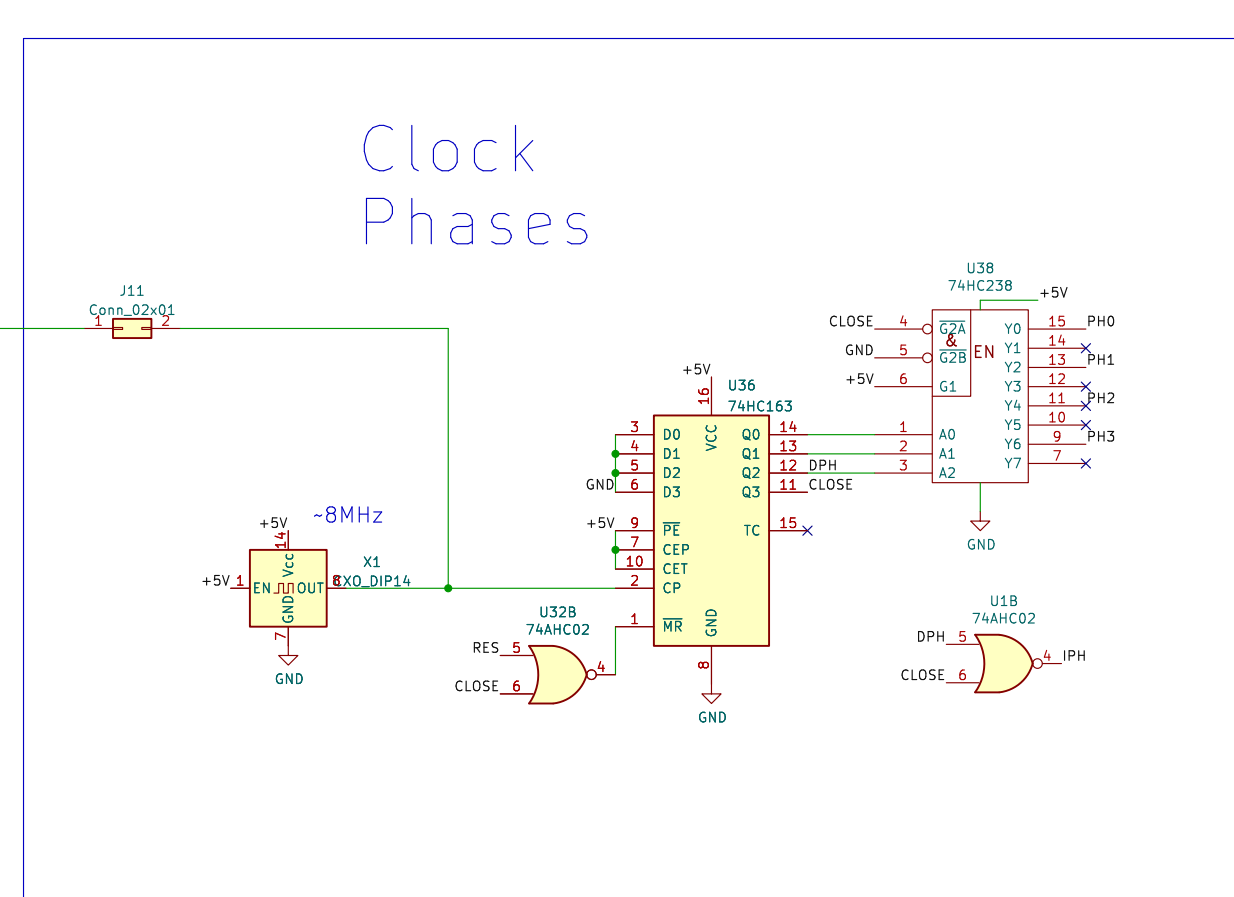 Clock
Phases
J11
Conn_02x01
1
2
~8MHz
+5V
14
X1
CXO_DIP14
+5V
1
EN
Vcc
GND
OUT
8
7
GND
+5V
16
U36
74HC163
VCC
3
D0
Q0
14
4
D1
Q1
13
5
D2
Q2
12
DPH
GND
6
D3
Q3
11
CLOSE
+5V
9
PE
TC
15
7
CEP
10
CET
2
CP
1
MR
GND
8
GND
U32B
74AHC02
RES
5
4
CLOSE
6
U38
74HC238
+5V
CLOSE
4
G2A
&
EN
GND
5
G2B
+5V
6
G1
1
A0
2
A1
3
A2
Y0
15
PH0
Y1
14
Y2
13
PH1
Y3
12
Y4
11
PH2
Y5
10
Y6
9
PH3
Y7
7
GND
U1B
74AHC02
DPH
5
4
IPH
CLOSE
6